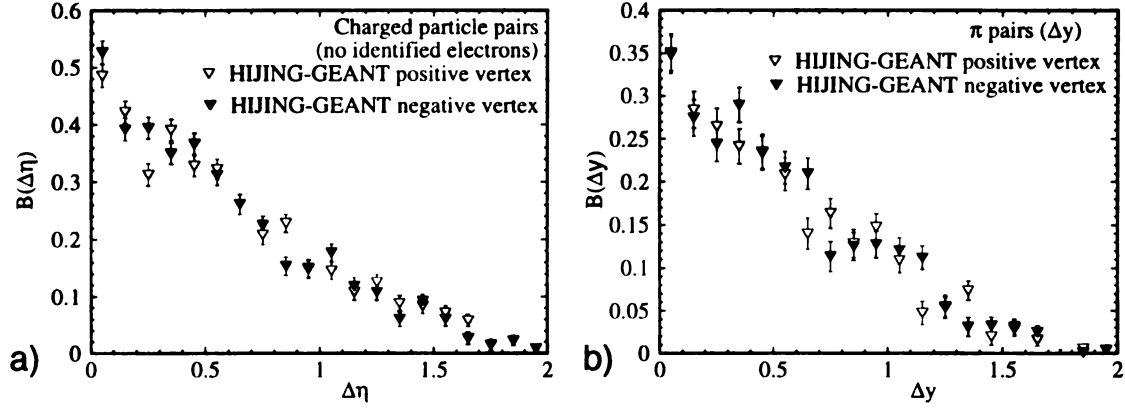 Charged particle pairs
(no identified electrons)
HIJING-GEANT positive vertex
HIJING-GEANT negative vertex
B(Δη)
0.6
0.5
0.4
0.3
0.2
0.1
0
0 0.5 1 1.5 2
Δη
a)
π pairs (Δy)
HIJING-GEANT positive vertex
HIJING-GEANT negative vertex
B(Δy)
0.4
0.35
0.3
0.25
0.2
0.15
0.1
0.05
0
0 0.5 1 1.5 2
Δy
b)